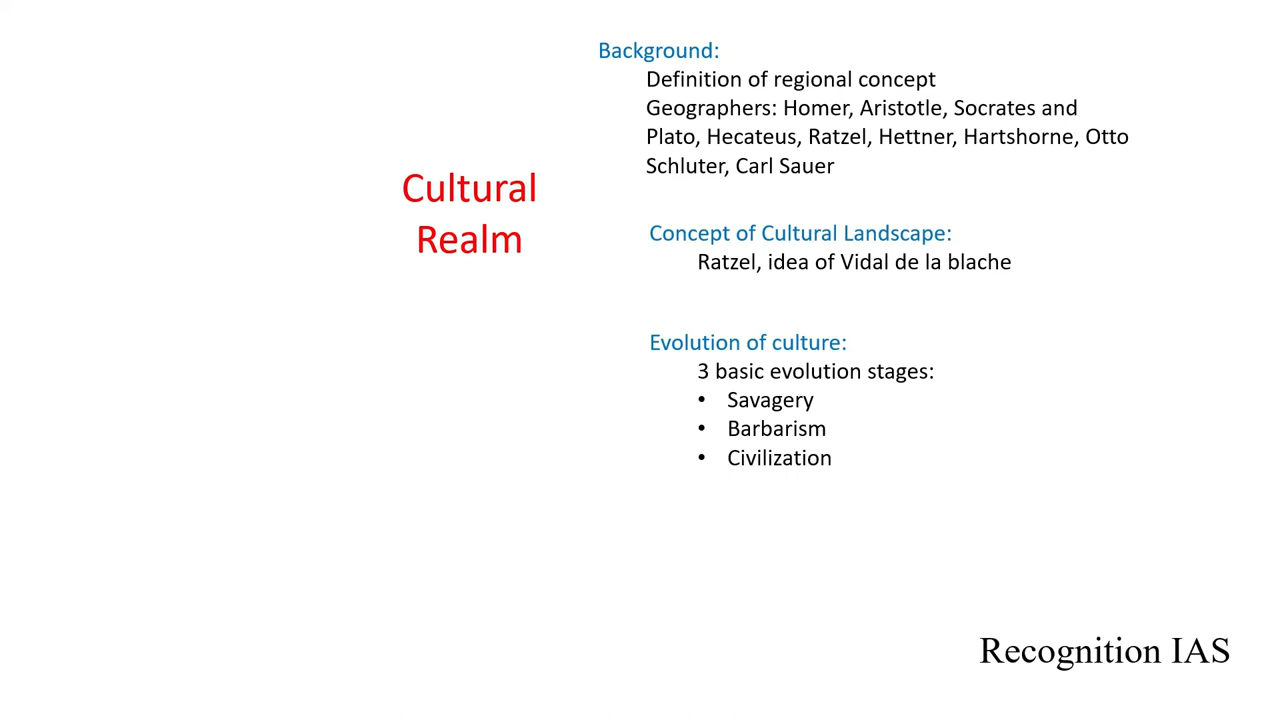 Cultural
Realm
Background:
Definition of regional concept
Geographers: Homer, Aristotle, Socrates and
Plato, Hecateus, Ratzel, Hettner, Hartshorne, Otto
Schluter, Carl Sauer
Concept of Cultural Landscape:
Ratzel, idea of Vidal de la blache
Evolution of culture:
3 basic evolution stages:
• Savagery
• Barbarism
• Civilization
Recognition IAS